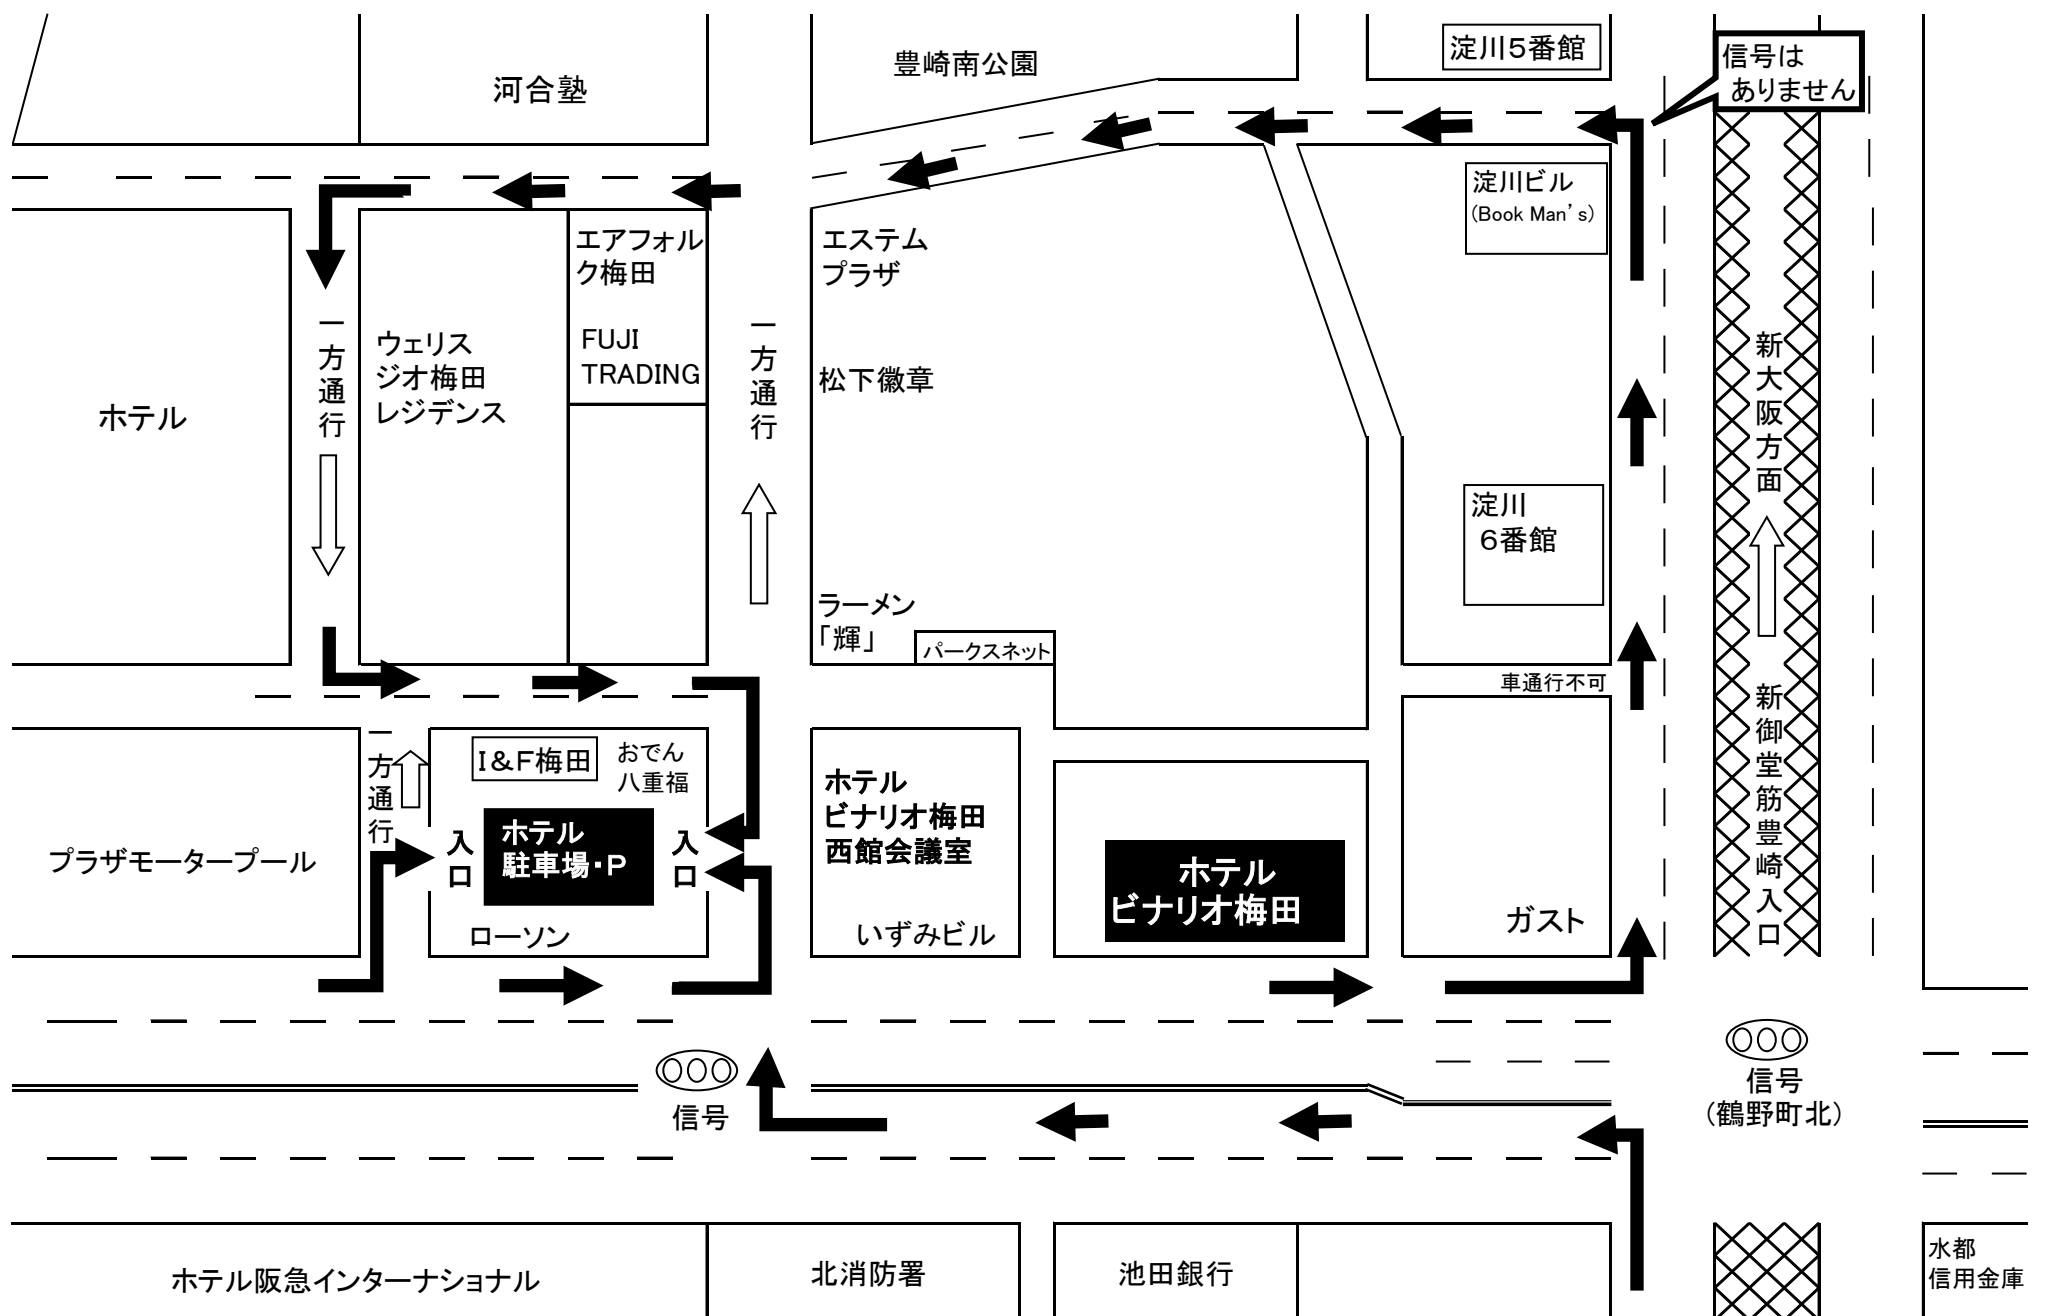 河合塾
豊崎南公園
淀川５番館
信号は
ありません
淀川ビル
(Book Man’s)
エアフォル
ク梅田
FUJI
TRADING
エステム
プラザ
松下徽章
一方通行
ウェリス
ジオ梅田
レジデンス
一方通行
ホテル
新大阪方面
淀川
６番館
ラーメン
「輝」
パークスネット
車通行不可
新御堂筋豊崎入口
一方通行
I＆F梅田
おでん
八重福
ホテル
駐車場・P
入口
入口
ローソン
プラザモータープール
ホテル
ビナリオ梅田
西館会議室
いずみビル
ホテル
ビナリオ梅田
ガスト
信号
信号
(鶴野町北)
ホテル阪急インターナショナル
北消防署
池田銀行
水都
信用金庫